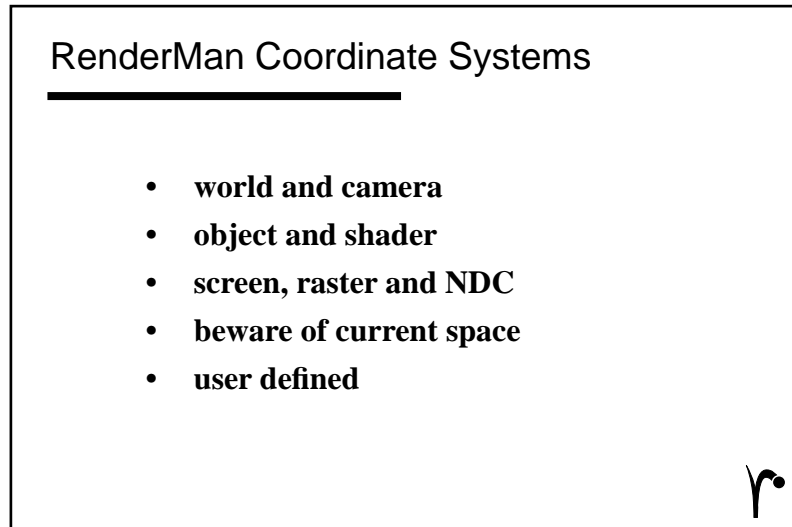 RenderMan Coordinate Systems
• world and camera
• object and shader
• screen, raster and NDC
• beware of current space
• user defined